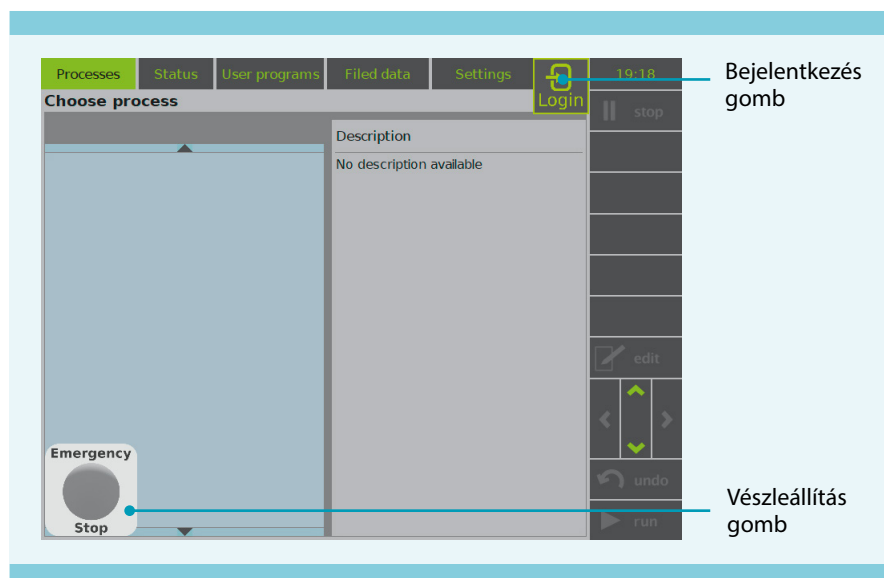 Processes Status User programs Filed data Settings Login 19:18
Bejelentkezés
gomb
Choose process
stop
Description
No description available
edit
Emergency
Stop
undo
run
Vészleállítás
gomb